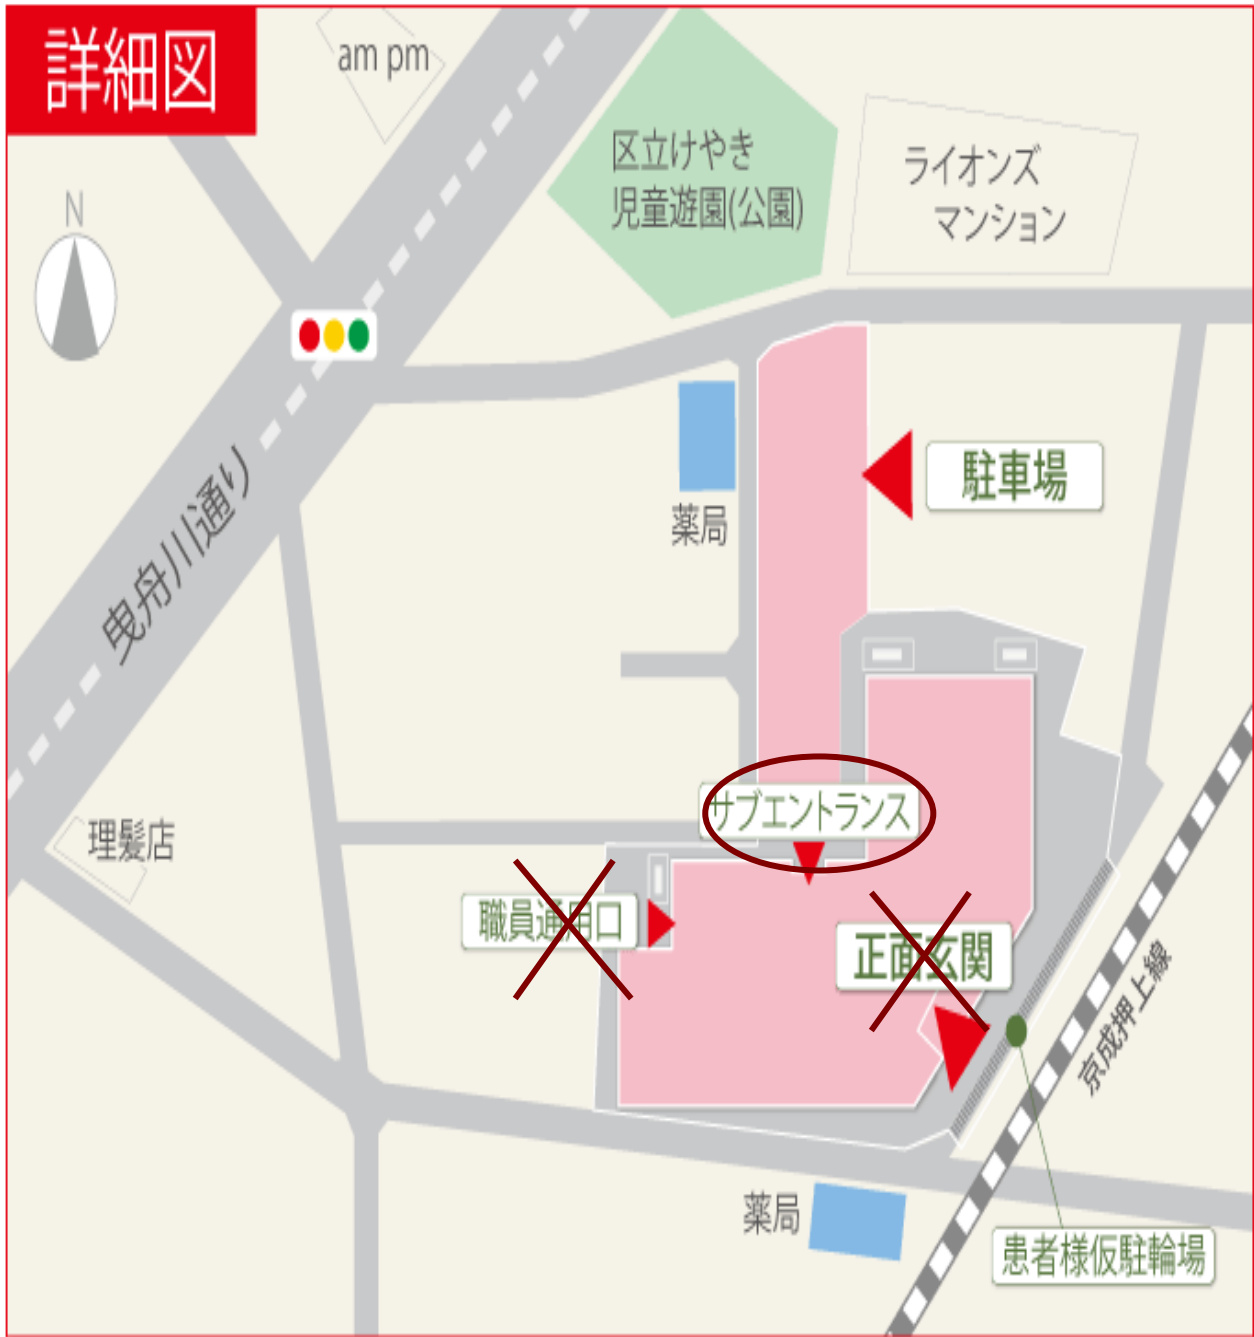 詳細図
am pm
N
区立けやき
児童遊園(公園)
ライオンズ
マンション
曳舟川通り
薬局
駐車場
サブエントランス
理髪店
職員通用口
正面玄関
京成押上線
薬局
患者様仮駐輪場